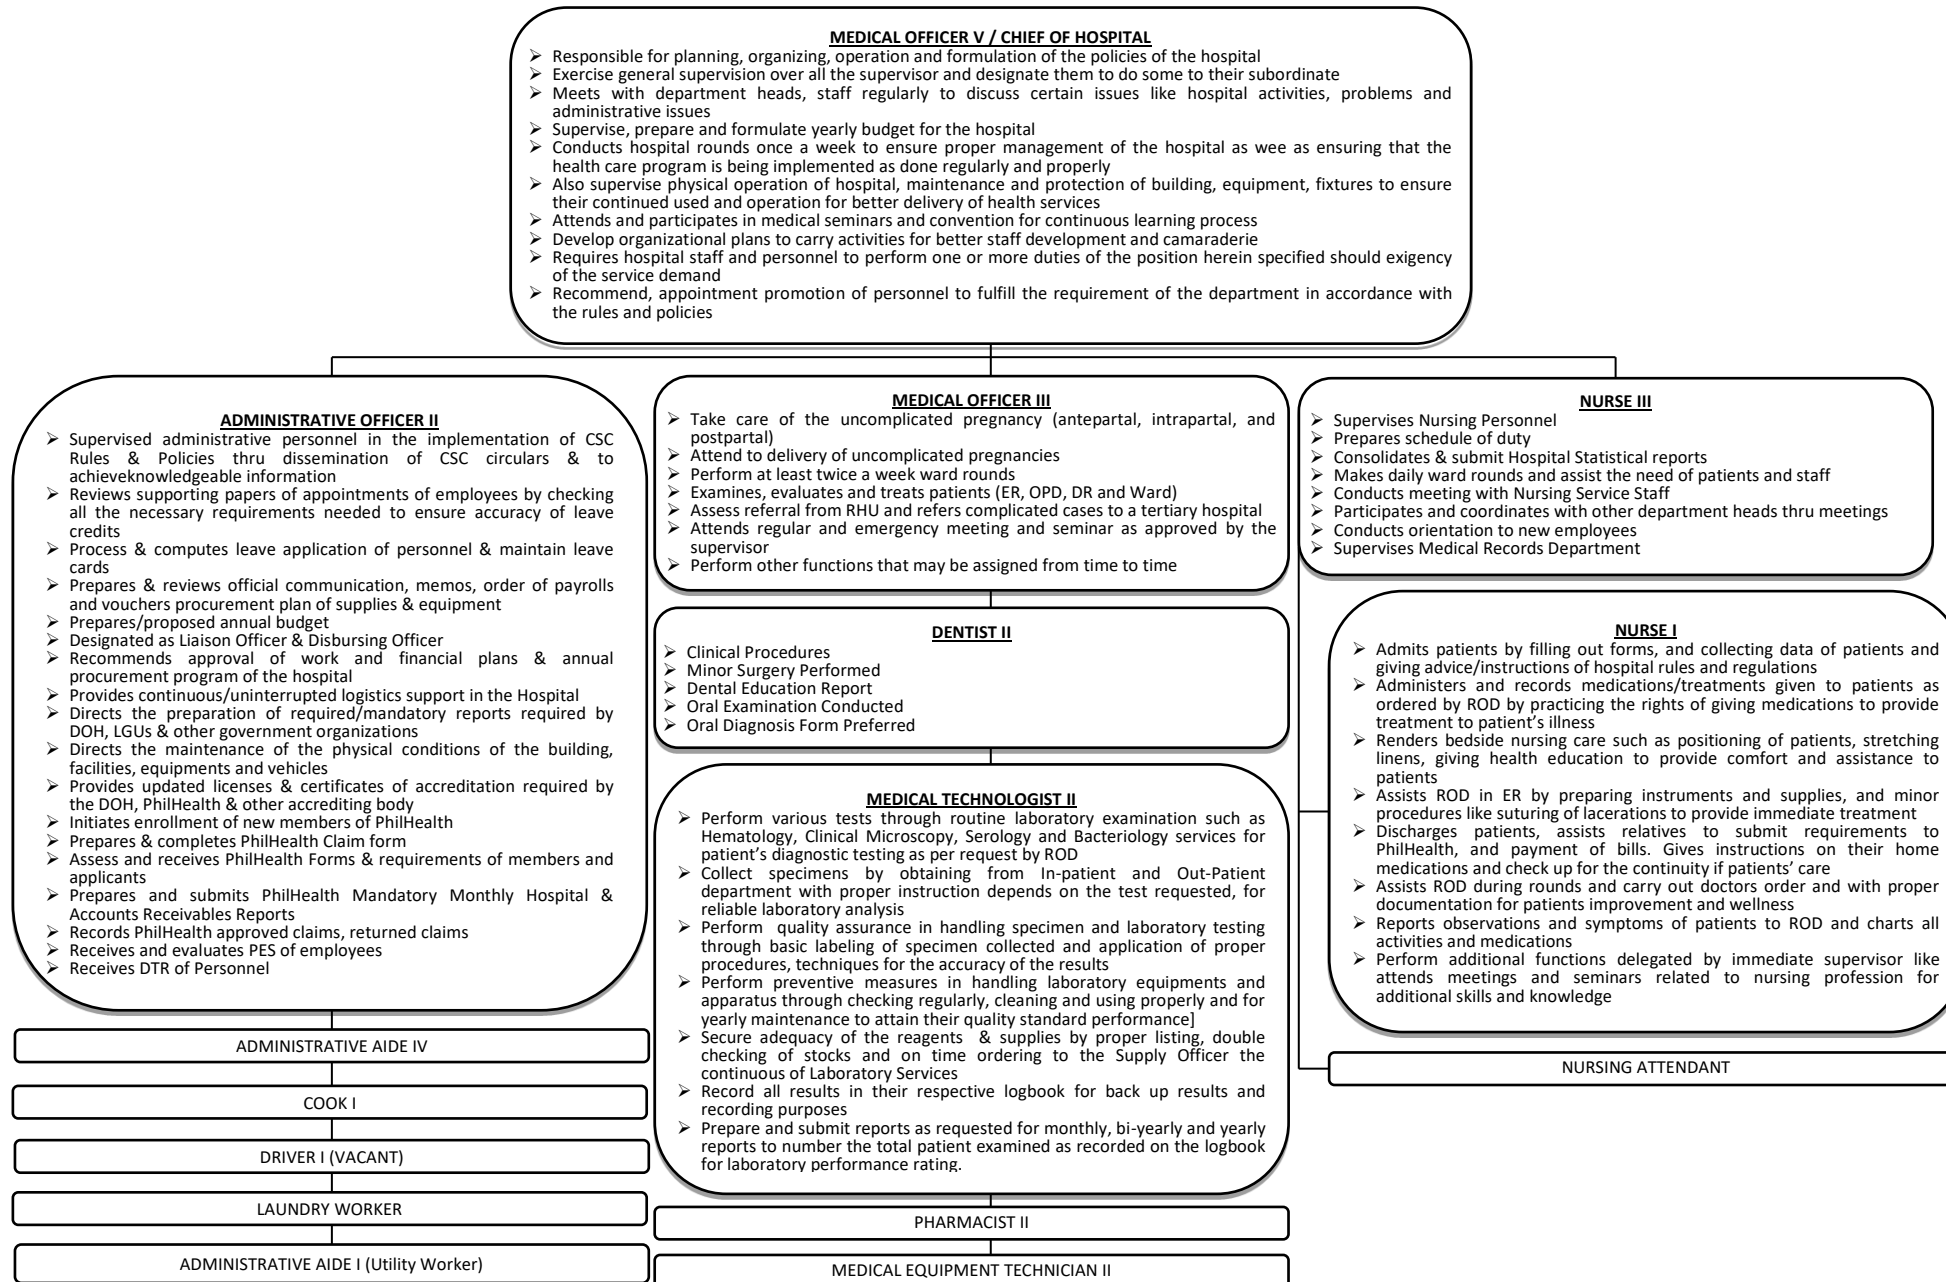 MEDICAL OFFICER V / CHIEF OF HOSPITAL
➢ Responsible for planning, organizing, operation and formulation of the policies of the hospital
➢ Exercise general supervision over all the supervisor and designate them to do some to their subordinate
➢ Meets with department heads, staff regularly to discuss certain issues like hospital activities, problems and
administrative issues
➢ Supervise, prepare and formulate yearly budget for the hospital
➢ Conducts hospital rounds once a week to ensure proper management of the hospital as wee as ensuring that the
health care program is being implemented as done regularly and properly
➢ Also supervise physical operation of hospital, maintenance and protection of building, equipment, fixtures to ensure
their continued used and operation for better delivery of health services
➢ Attends and participates in medical seminars and convention for continuous learning process
➢ Develop organizational plans to carry activities for better staff development and camaraderie
➢ Requires hospital staff and personnel to perform one or more duties of the position herein specified should exigency
of the service demand
➢ Recommend, appointment promotion of personnel to fulfill the requirement of the department in accordance with
the rules and policies
ADMINISTRATIVE OFFICER II
➢ Supervised administrative personnel in the implementation of CSC
Rules & Policies thru dissemination of CSC circulars & to
achieveknowledgeable information
➢ Reviews supporting papers of appointments of employees by checking
all the necessary requirements needed to ensure accuracy of leave
credits
➢ Process & computes leave application of personnel & maintain leave
cards
➢ Prepares & reviews official communication, memos, order of payrolls
and vouchers procurement plan of supplies & equipment
➢ Prepares/proposed annual budget
➢ Designated as Liaison Officer & Disbursing Officer
➢ Recommends approval of work and financial plans & annual
procurement program of the hospital
➢ Provides continuous/uninterrupted logistics support in the Hospital
➢ Directs the preparation of required/mandatory reports required by
DOH, LGUs & other government organizations
➢ Directs the maintenance of the physical conditions of the building,
facilities, equipments and vehicles
➢ Provides updated licenses & certificates of accreditation required by
the DOH, PhilHealth & other accrediting body
➢ Initiates enrollment of new members of PhilHealth
➢ Prepares & completes PhilHealth Claim form
➢ Assess and receives PhilHealth Forms & requirements of members and
applicants
➢ Prepares and submits PhilHealth Mandatory Monthly Hospital &
Accounts Receivables Reports
➢ Records PhilHealth approved claims, returned claims
➢ Receives and evaluates PES of employees
➢ Receives DTR of Personnel
ADMINISTRATIVE AIDE IV
COOK I
DRIVER I (VACANT)
LAUNDRY WORKER
ADMINISTRATIVE AIDE I (Utility Worker)
MEDICAL OFFICER III
➢ Take care of the uncomplicated pregnancy (antepartal, intrapartal, and
postpartal)
➢ Attend to delivery of uncomplicated pregnancies
➢ Perform at least twice a week ward rounds
➢ Examines, evaluates and treats patients (ER, OPD, DR and Ward)
➢ Assess referral from RHU and refers complicated cases to a tertiary hospital
➢ Attends regular and emergency meeting and seminar as approved by the
supervisor
➢ Perform other functions that may be assigned from time to time
DENTIST II
➢ Clinical Procedures
➢ Minor Surgery Performed
➢ Dental Education Report
➢ Oral Examination Conducted
➢ Oral Diagnosis Form Preferred
MEDICAL TECHNOLOGIST II
➢ Perform various tests through routine laboratory examination such as
Hematology, Clinical Microscopy, Serology and Bacteriology services for
patient's diagnostic testing as per request by ROD
➢ Collect specimens by obtaining from In-patient and Out-Patient
department with proper instruction depends on the test requested, for
reliable laboratory analysis
➢ Perform quality assurance in handling specimen and laboratory testing
through basic labeling of specimen collected and application of proper
procedures, techniques for the accuracy of the results
➢ Perform preventive measures in handling laboratory equipments and
apparatus through checking regularly, cleaning and using properly and for
yearly maintenance to attain their quality standard performance]
➢ Secure adequacy of the reagents & supplies by proper listing, double
checking of stocks and on time ordering to the Supply Officer the
continuous of Laboratory Services
➢ Record all results in their respective logbook for back up results and
recording purposes
➢ Prepare and submit reports as requested for monthly, bi-yearly and yearly
reports to number the total patient examined as recorded on the logbook
for laboratory performance rating.
PHARMACIST II
MEDICAL EQUIPMENT TECHNICIAN II
NURSE III
➢ Supervises Nursing Personnel
➢ Prepares schedule of duty
➢ Consolidates & submit Hospital Statistical reports
➢ Makes daily ward rounds and assist the need of patients and staff
➢ Conducts meeting with Nursing Service Staff
➢ Participates and coordinates with other department heads thru meetings
➢ Conducts orientation to new employees
➢ Supervises Medical Records Department
NURSE I
➢ Admits patients by filling out forms, and collecting data of patients and
giving advice/instructions of hospital rules and regulations
➢ Administers and records medications/treatments given to patients as
ordered by ROD by practicing the rights of giving medications to provide
treatment to patient's illness
➢ Renders bedside nursing care such as positioning of patients, stretching
linens, giving health education to provide comfort and assistance to
patients
➢ Assists ROD in ER by preparing instruments and supplies, and minor
procedures like suturing of lacerations to provide immediate treatment
➢ Discharges patients, assists relatives to submit requirements to
PhilHealth, and payment of bills. Gives instructions on their home
medications and check up for the continuity if patients' care
➢ Assists ROD during rounds and carry out doctors order and with proper
documentation for patients improvement and wellness
➢ Reports observations and symptoms of patients to ROD and charts all
activities and medications
➢ Perform additional functions delegated by immediate supervisor like
attends meetings and seminars related to nursing profession for
additional skills and knowledge
NURSING ATTENDANT